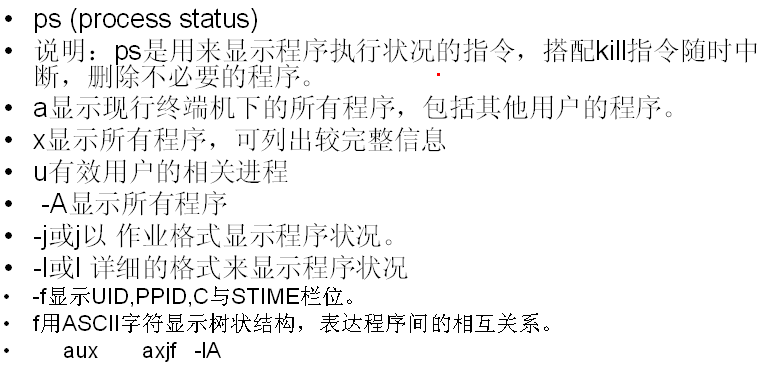 • ps (process status)
• 说明：ps是用来显示程序执行状况的指令，搭配kill指令随时中
断，删除不必要的程序。
• a显示现行终端机下的所有程序，包括其他用户的程序。
• x显示所有程序，可列出较完整信息
• u有效用户的相关进程
• -A显示所有程序
• -j或j以 作业格式显示程序状况。
• -l或l 详细的格式来显示程序状况
• -f显示UID,PPID,C与STIME栏位。
• f用ASCII字符显示树状结构，表达程序间的相互关系。
• aux axjf -lA